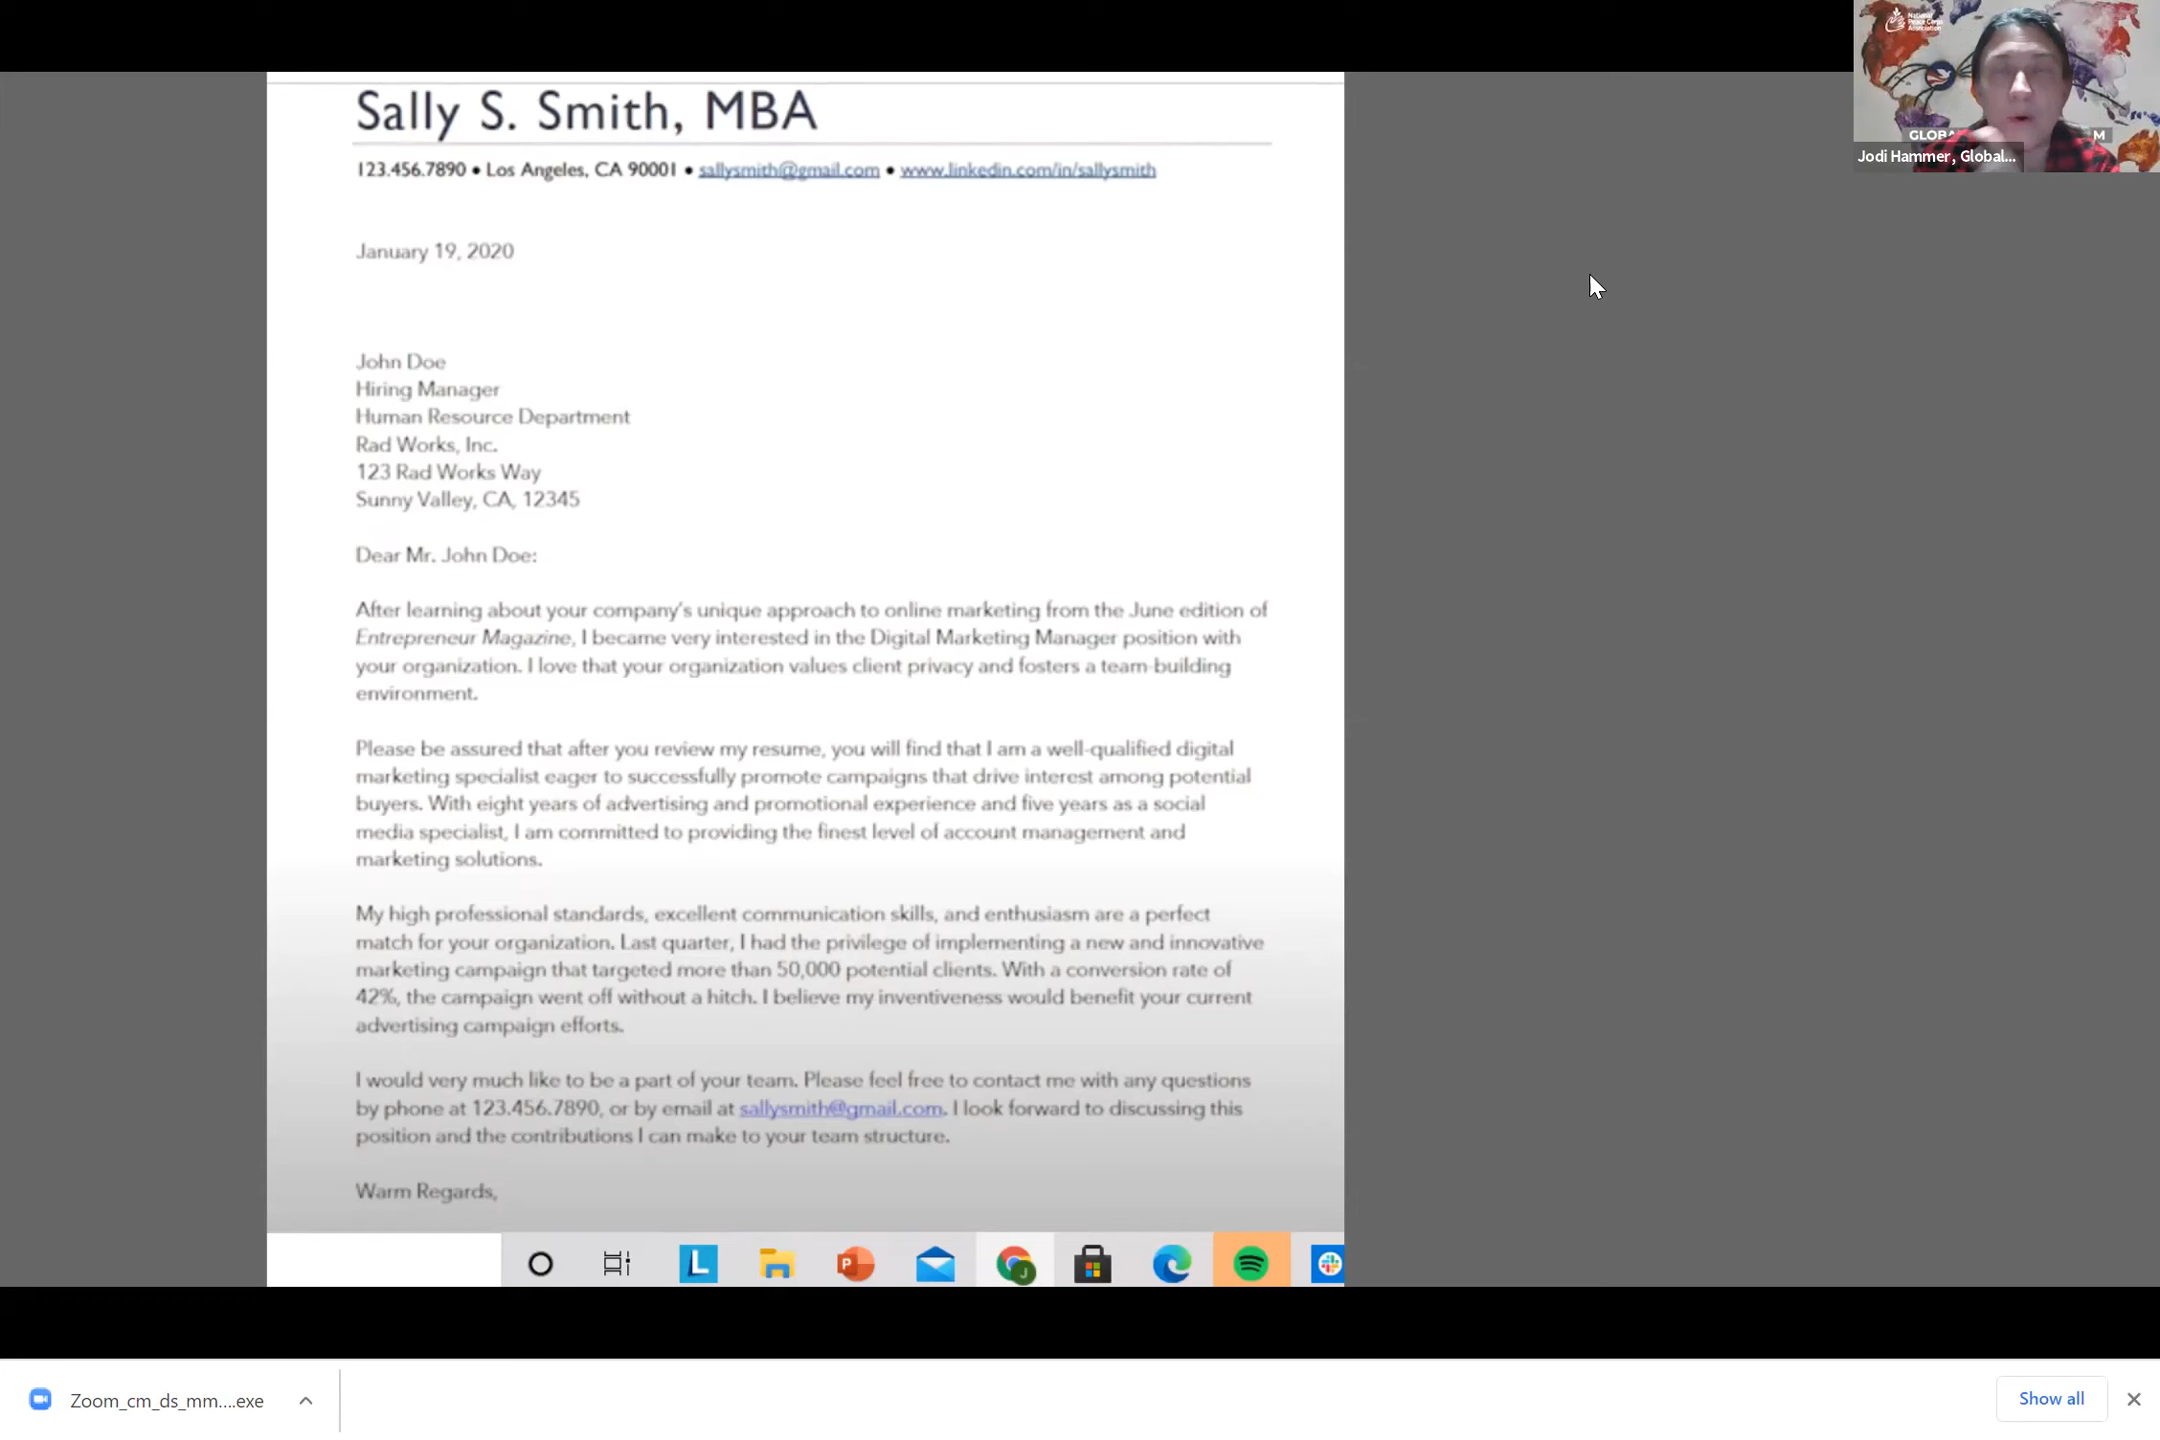 Sally S. Smith, MBA
123.456.7890 • Los Angeles, CA 90001 • sallysmith@gmail.com • www.linkedin.com/in/sallysmith
January 19, 2020
John Doe
Hiring Manager
Human Resource Department
Rad Works, Inc.
123 Rad Works Way
Sunny Valley, CA, 12345
Dear Mr. John Doe:
After learning about your company's unique approach to online marketing from the June edition of
Entrepreneur Magazine, I became very interested in the Digital Marketing Manager position with
your organization. I love that your organization values client privacy and fosters a team-building
environment.
Please be assured that after you review my resume, you will find that I am a well-qualified digital
marketing specialist eager to successfully promote campaigns that drive interest among potential
buyers. With eight years of advertising and promotional experience and five years as a social
media specialist, I am committed to providing the finest level of account management and
marketing solutions.
My high professional standards, excellent communication skills, and enthusiasm are a perfect
match for your organization. Last quarter, I had the privilege of implementing a new and innovative
marketing campaign that targeted more than 50,000 potential clients. With a conversion rate of
42%, the campaign went off without a hitch. I believe my inventiveness would benefit your current
advertising campaign efforts.
I would very much like to be a part of your team. Please feel free to contact me with any questions
by phone at 123.456.7890, or by email at sallysmith@gmail.com. I look forward to discussing this
position and the contributions I can make to your team structure.
Warm Regards,
National
Peace Corps
Association
GLOBA M
Jodi Hammer, Global...
L
P
J
Zoom_cm_ds_mm....exe
Show all